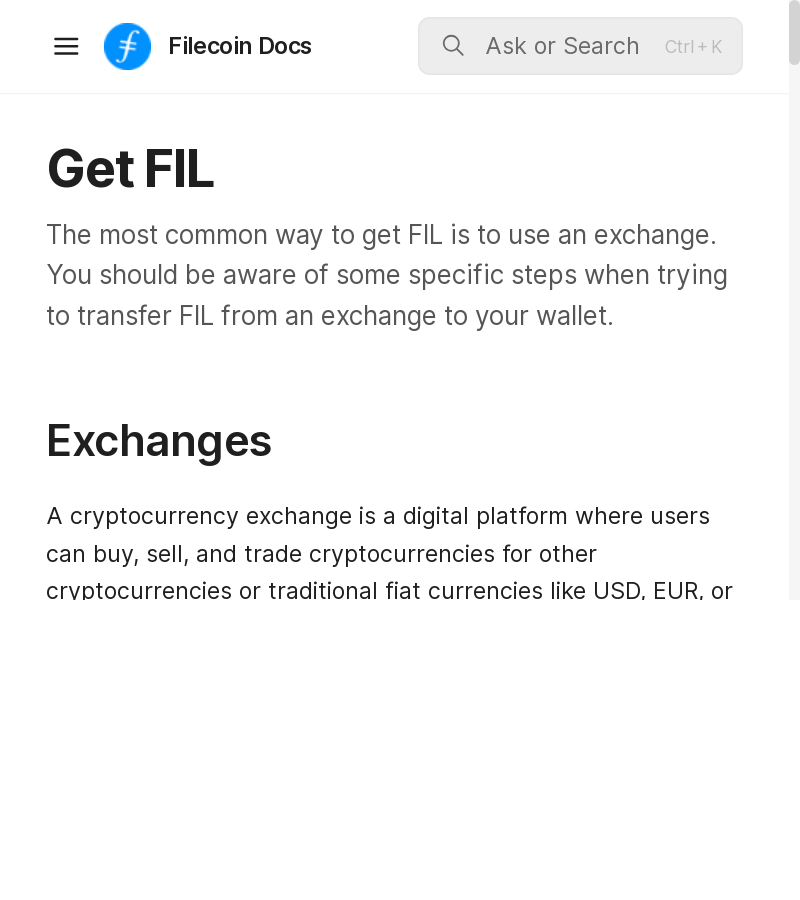 Filecoin Docs
Ask or Search
Ctrl + K
Get FIL
The most common way to get FIL is to use an exchange.
You should be aware of some specific steps when trying
to transfer FIL from an exchange to your wallet.
Exchanges
A cryptocurrency exchange is a digital platform where users
can buy, sell, and trade cryptocurrencies for other
cryptocurrencies or traditional fiat currencies like USD, EUR, or